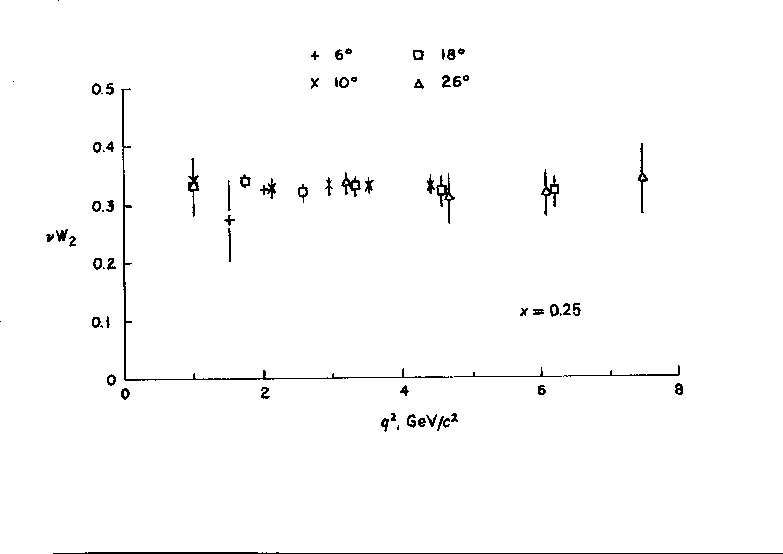 + 6° □ 18°
× 10° △ 26°
0.5
0.4
0.3
νW₂
0.2
0.1
x = 0.25
0
0 2 4 6 8
q², GeV/c²